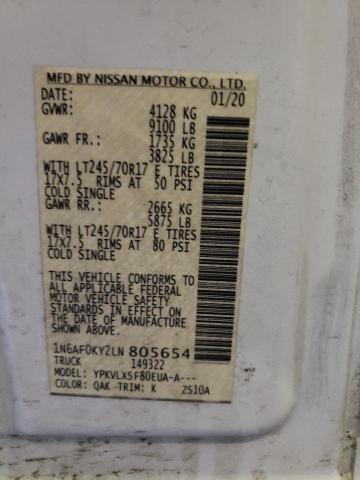 MFD BY NISSAN MOTOR CO., LTD.
DATE: 01/20
GVWR: 4128 KG
9100 LB
GAWR FR.: 1735 KG
3825 LB
WITH LT245/70R17 E TIRES
17X7.5 RIMS AT 50 PSI
COLD SINGLE
GAWR RR.: 2665 KG
5875 LB
WITH LT245/70R17 E TIRES
17X7.5 RIMS AT 80 PSI
COLD SINGLE
THIS VEHICLE CONFORMS TO
ALL APPLICABLE FEDERAL
MOTOR VEHICLE SAFETY
STANDARDS IN EFFECT ON
THE DATE OF MANUFACTURE
SHOWN ABOVE.
1N6AF0KY2LN 805654
TRUCK 149322
MODEL: YPKVLXSF80EUA-A---
COLOR: QAK TRIM: K ZS10A